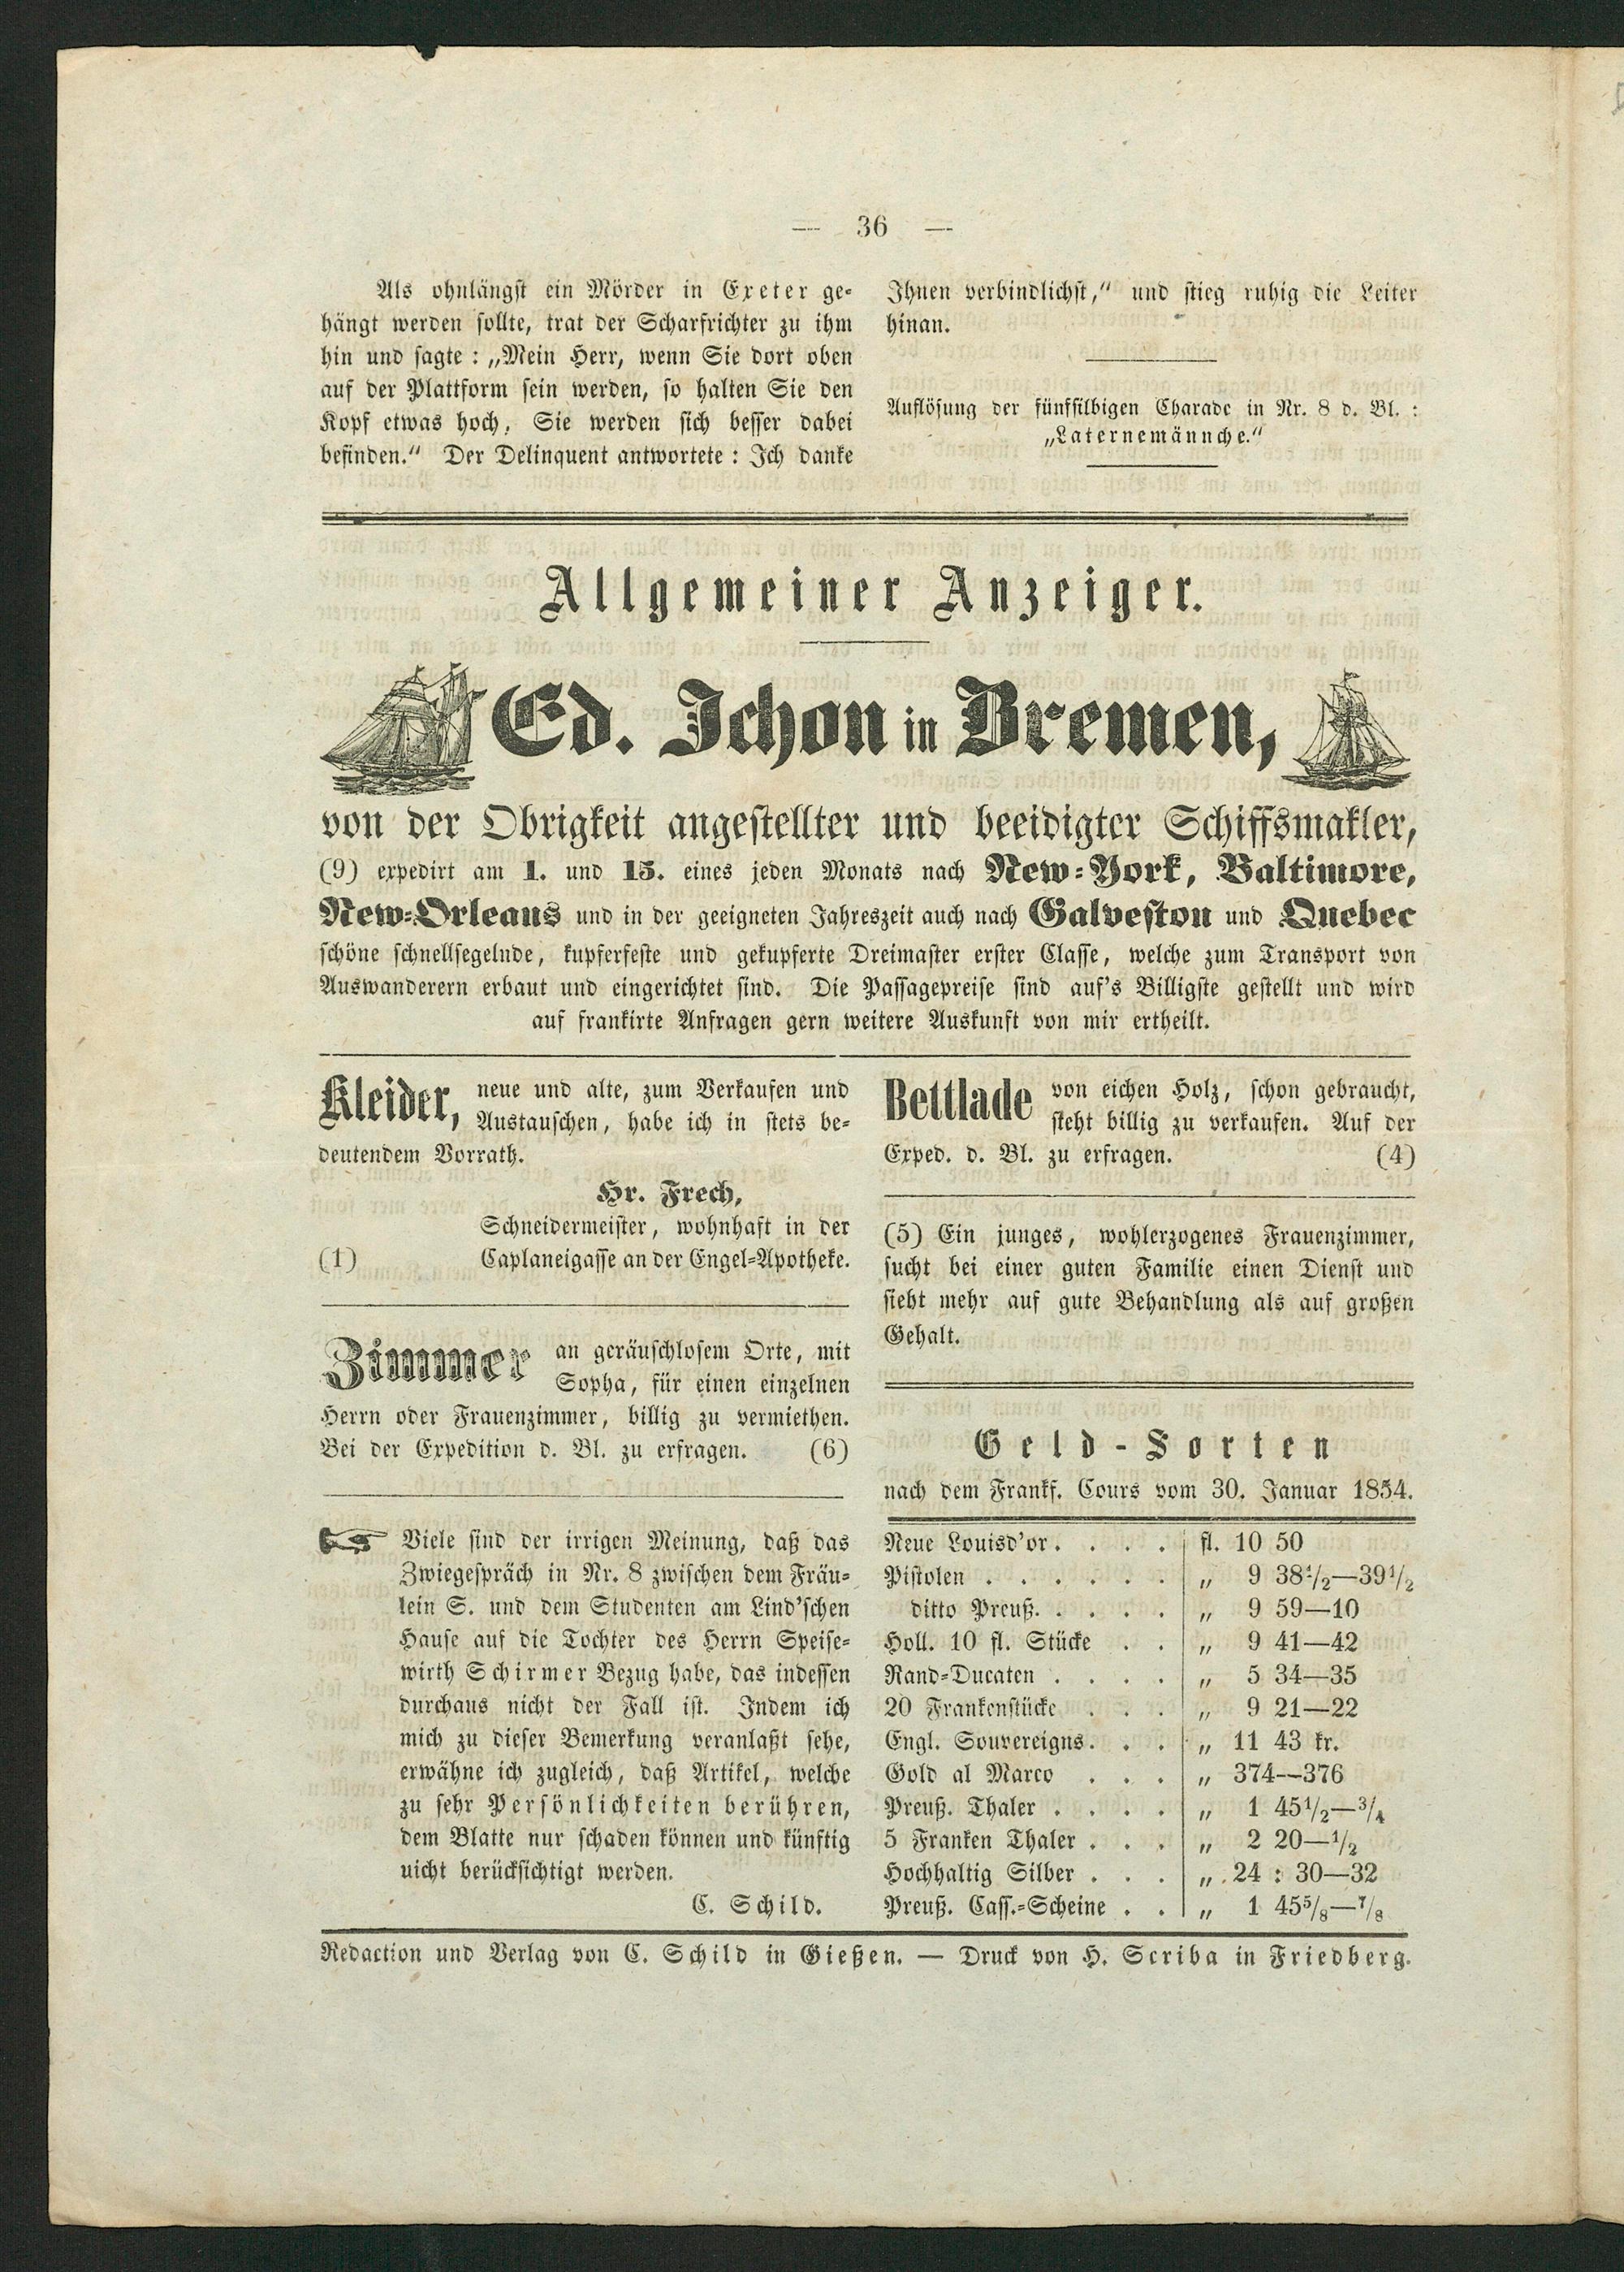 — 36 —
Als ohnlängst ein Mörder in Exeter ge-
hängt werden sollte, trat der Scharfrichter zu ihm
hin und sagte: „Mein Herr, wenn Sie dort oben
auf der Plattform sein werden, so halten Sie den
Kopf etwas hoch, Sie werden sich besser dabei
befinden.“ Der Delinquent antwortete: Ich danke
Ihnen verbindlichst,“ und stieg ruhig die Leiter
hinan.
Auflösung der fünfsilbigen Charade in Nr. 8 d. Bl.:
„Laternemännche.“
Allgemeiner Anzeiger.
Ed. Ichon in Bremen,
von der Obrigkeit angestellter und beeidigter Schiffsmakler,
(9) expedirt am 1. und 15. eines jeden Monats nach New-York, Baltimore,
New-Orleans und in der geeigneten Jahreszeit auch nach Galveston und Quebec
schöne schnellsegelnde, kupferfeste und gekupferte Dreimaster erster Classe, welche zum Transport von
Auswanderern erbaut und eingerichtet sind. Die Passagepreise sind auf's Billigste gestellt und wird
auf frankirte Anfragen gern weitere Auskunft von mir ertheilt.
Kleider, neue und alte, zum Verkaufen und
Austauschen, habe ich in stets be-
deutendem Vorrath.
Hr. Frech,
Schneidermeister, wohnhaft in der
(1) Caplaneigasse an der Engel-Apotheke.
Zimmer an geräuschlosem Orte, mit
Sopha, für einen einzelnen
Herrn oder Frauenzimmer, billig zu vermiethen.
Bei der Expedition d. Bl. zu erfragen. (6)
☞ Viele sind der irrigen Meinung, daß das
Zwiegespräch in Nr. 8 zwischen dem Fräu-
lein S. und dem Studenten am Lind'schen
Hause auf die Tochter des Herrn Speise-
wirth Schirmer Bezug habe, das indessen
durchaus nicht der Fall ist. Indem ich
mich zu dieser Bemerkung veranlaßt sehe,
erwähne ich zugleich, daß Artikel, welche
zu sehr Persönlichkeiten berühren,
dem Blatte nur schaden können und künftig
nicht berücksichtigt werden.
C. Schild.
Bettlade von eichen Holz, schon gebraucht,
steht billig zu verkaufen. Auf der
Exped. d. Bl. zu erfragen. (4)
(5) Ein junges, wohlerzogenes Frauenzimmer,
sucht bei einer guten Familie einen Dienst und
sieht mehr auf gute Behandlung als auf großen
Gehalt.
Geld-Sorten
nach dem Frankf. Cours vom 30. Januar 1854.
Neue Louisd'or. . . . fl. 10 50
Pistolen . . . . . . „ 9 38½—39½
ditto Preuß. . . . . „ 9 59—10
Holl. 10 fl. Stücke . . „ 9 41—42
Rand-Ducaten . . . . „ 5 34—35
20 Frankenstücke . . . „ 9 21—22
Engl. Souvereigns. . . „ 11 43 kr.
Gold al Marco . . . „ 374—376
Preuß. Thaler . . . . „ 1 45½—¾
5 Franken Thaler . . . „ 2 20—½
Hochhaltig Silber . . . „ 24 : 30—32
Preuß. Cass.-Scheine . . „ 1 45⅝—⅞
Redaction und Verlag von C. Schild in Gießen. — Druck von H. Scriba in Friedberg.